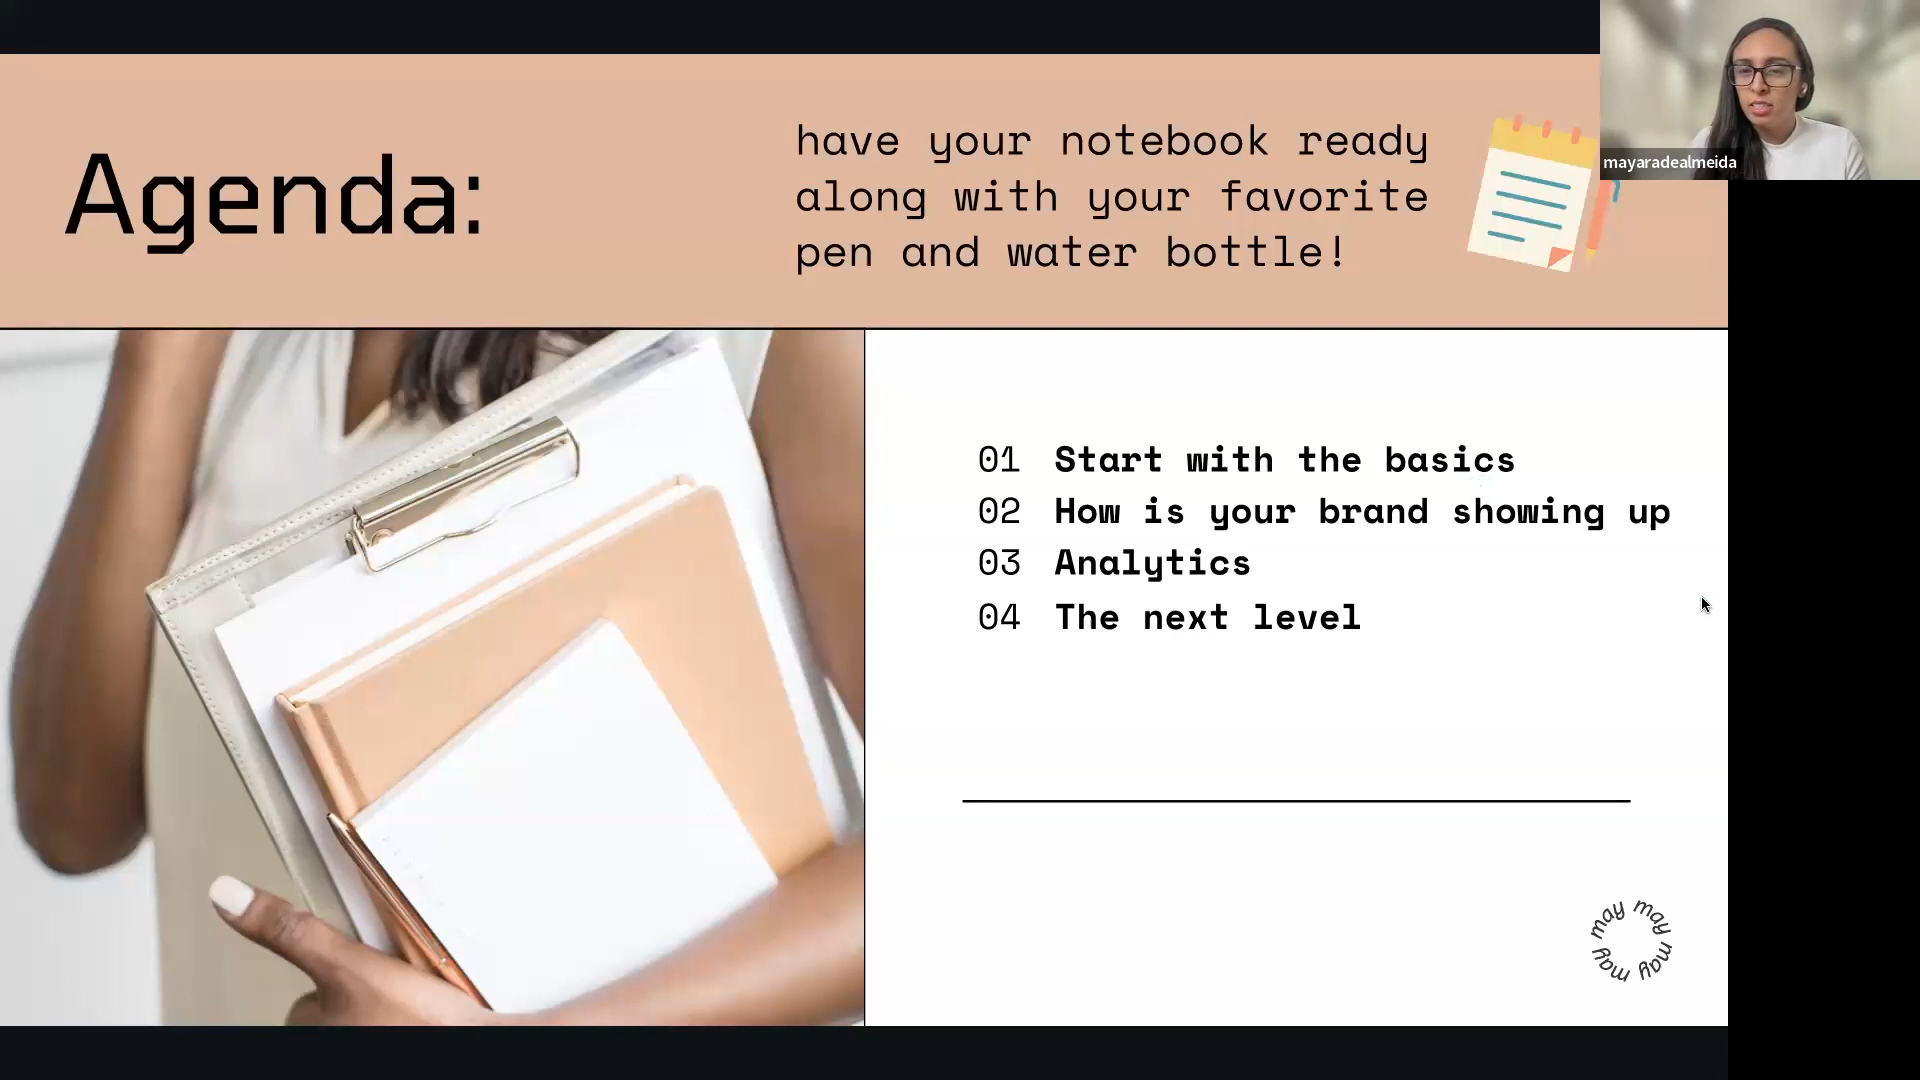 Agenda:
have your notebook ready
along with your favorite
pen and water bottle!
mayaradealmeida
01 Start with the basics
02 How is your brand showing up
03 Analytics
04 The next level
may may may may